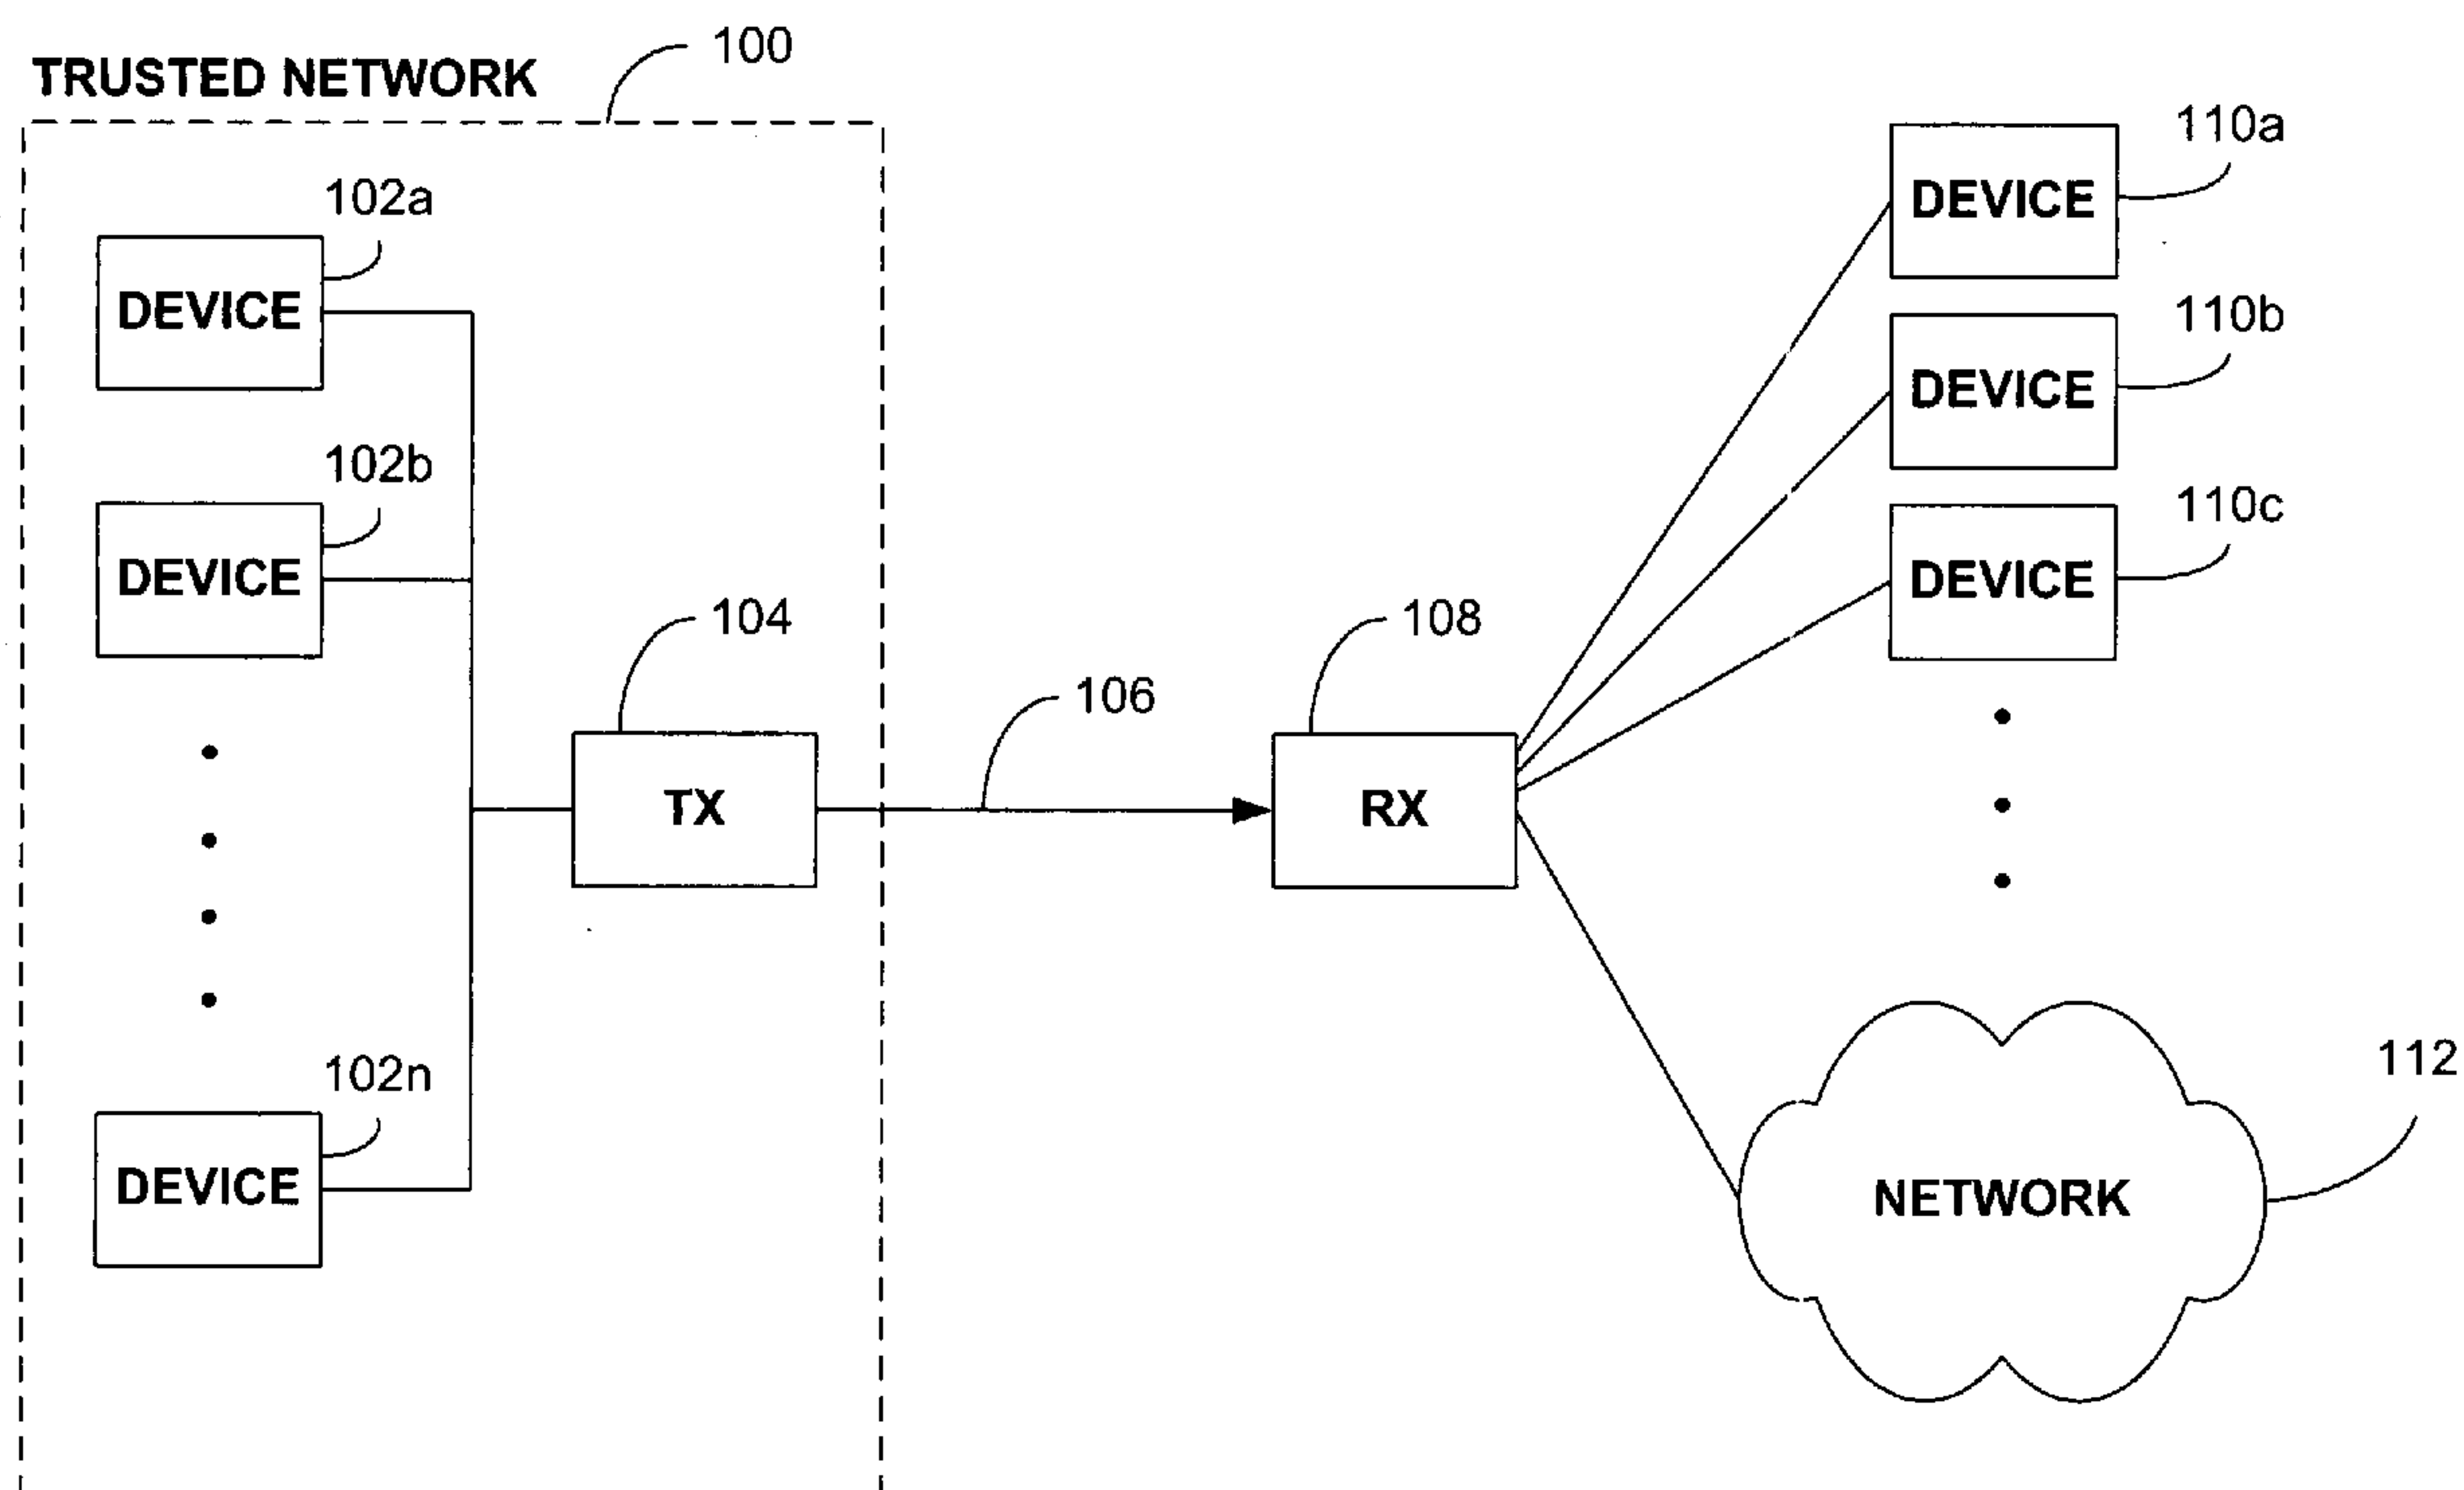 100
TRUSTED NETWORK
102a
DEVICE
102b
DEVICE
104
TX
106
102n
DEVICE
108
RX
110a
DEVICE
110b
DEVICE
110c
DEVICE
112
NETWORK